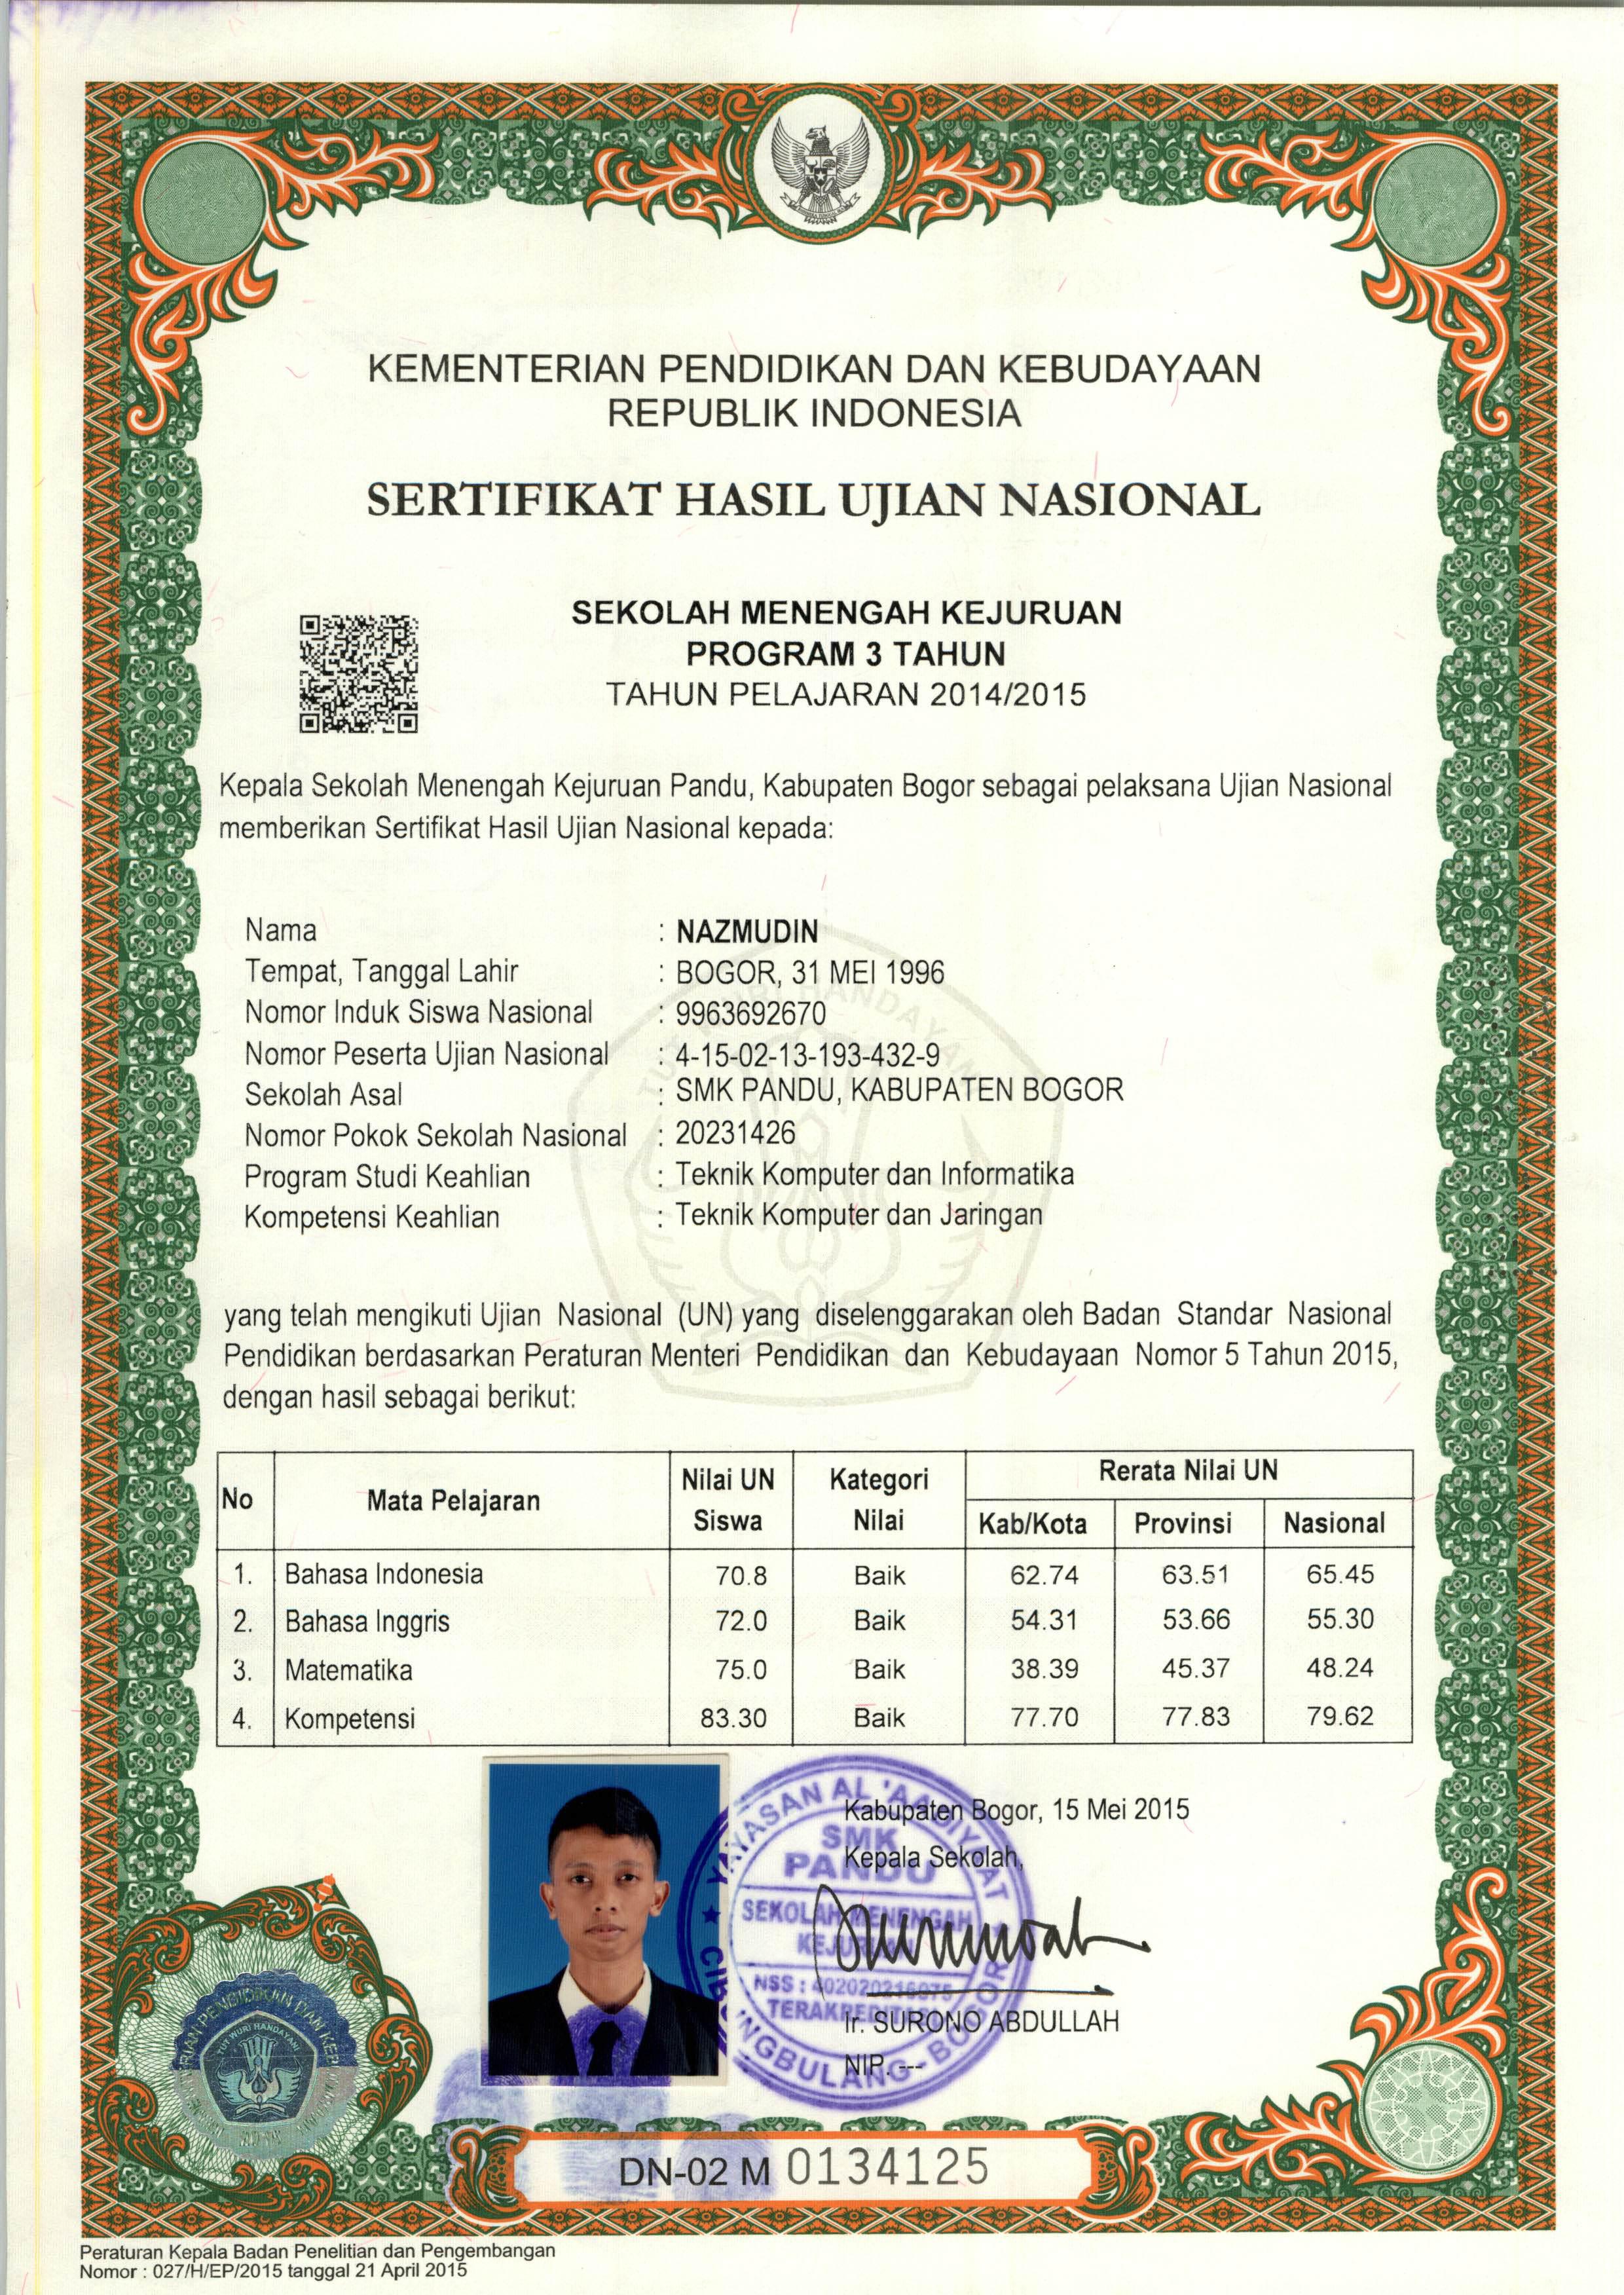 KEMENTERIAN PENDIDIKAN DAN KEBUDAYAAN
REPUBLIK INDONESIA
SERTIFIKAT HASIL UJIAN NASIONAL
SEKOLAH MENENGAH KEJURUAN
PROGRAM 3 TAHUN
TAHUN PELAJARAN 2014/2015
Kepala Sekolah Menengah Kejuruan Pandu, Kabupaten Bogor sebagai pelaksana Ujian Nasional
memberikan Sertifikat Hasil Ujian Nasional kepada:
Nama : NAZMUDIN
Tempat, Tanggal Lahir : BOGOR, 31 MEI 1996
Nomor Induk Siswa Nasional : 9963692670
Nomor Peserta Ujian Nasional : 4-15-02-13-193-432-9
Sekolah Asal : SMK PANDU, KABUPATEN BOGOR
Nomor Pokok Sekolah Nasional : 20231426
Program Studi Keahlian : Teknik Komputer dan Informatika
Kompetensi Keahlian : Teknik Komputer dan Jaringan
TUT WURI HANDAYANI
yang telah mengikuti Ujian Nasional (UN) yang diselenggarakan oleh Badan Standar Nasional
Pendidikan berdasarkan Peraturan Menteri Pendidikan dan Kebudayaan Nomor 5 Tahun 2015,
dengan hasil sebagai berikut:
No Mata Pelajaran Nilai UN Siswa Kategori Nilai Rerata Nilai UN
Kab/Kota Provinsi Nasional
1. Bahasa Indonesia 70.8 Baik 62.74 63.51 65.45
2. Bahasa Inggris 72.0 Baik 54.31 53.66 55.30
3. Matematika 75.0 Baik 38.39 45.37 48.24
4. Kompetensi 83.30 Baik 77.70 77.83 79.62
Kabupaten Bogor, 15 Mei 2015
Kepala Sekolah,
YAYASAN AL 'AADIYAT
SMK
PANDU
SEKOLAH MENENGAH
KEJURUAN
NSS : 402020216075
BOGOR
Ir. SURONO ABDULLAH
NIP. ---
TUT WURI HANDAYANI
DN-02 M 0134125
Peraturan Kepala Badan Penelitian dan Pengembangan
Nomor : 027/H/EP/2015 tanggal 21 April 2015